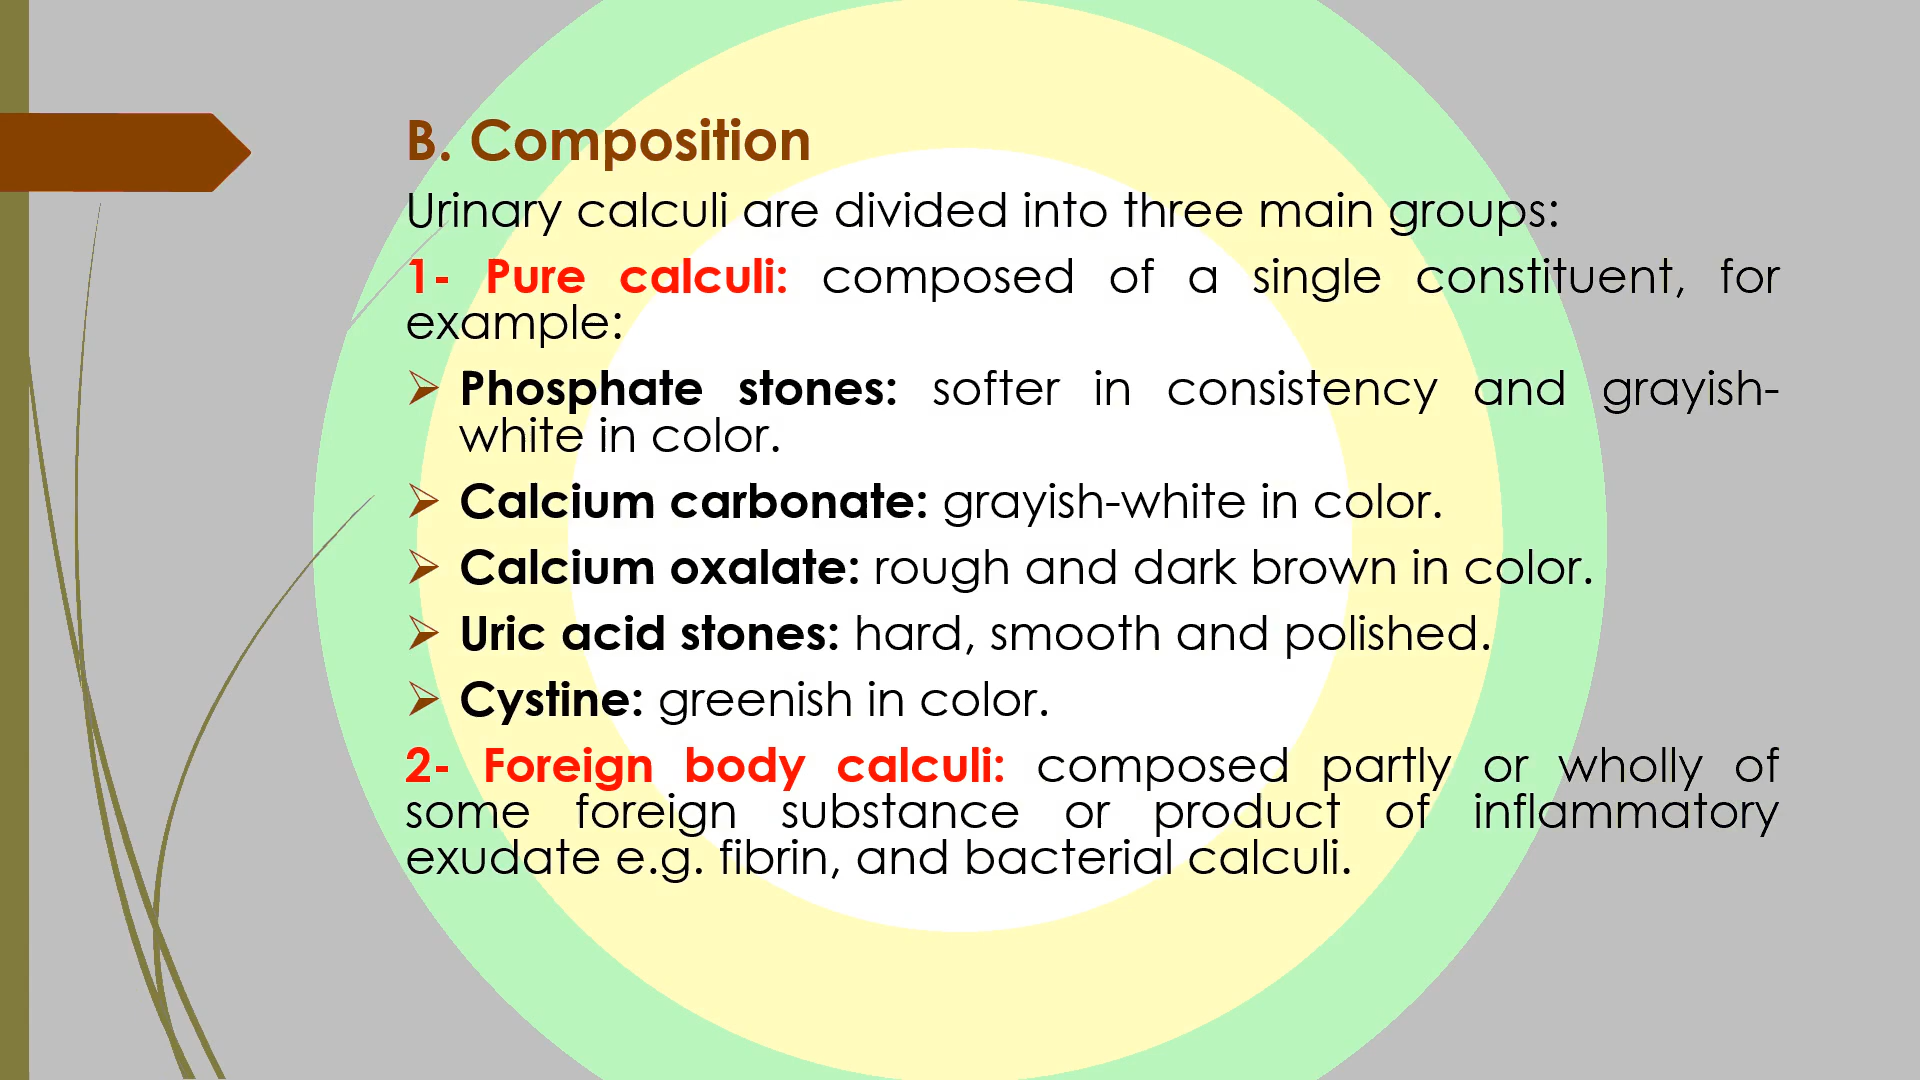 B. Composition
Urinary calculi are divided into three main groups:
1- Pure calculi: composed of a single constituent, for
example:
➢ Phosphate stones: softer in consistency and grayish-
white in color.
➢ Calcium carbonate: grayish-white in color.
➢ Calcium oxalate: rough and dark brown in color.
➢ Uric acid stones: hard, smooth and polished.
➢ Cystine: greenish in color.
2- Foreign body calculi: composed partly or wholly of
some foreign substance or product of inflammatory
exudate e.g. fibrin, and bacterial calculi.